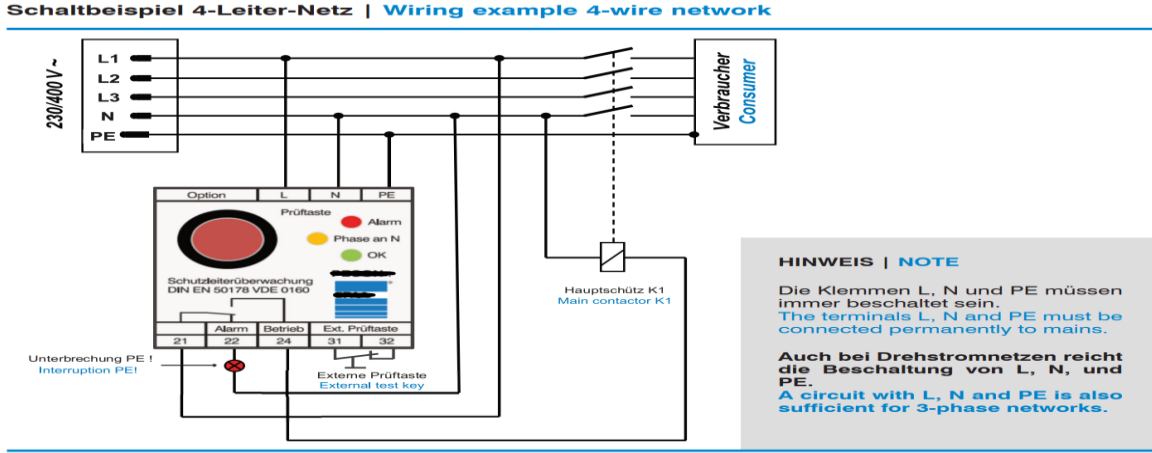 Schaltbeispiel 4-Leiter-Netz | Wiring example 4-wire network
230/400 V ~
L1
L2
L3
N
PE
Verbraucher
Consumer
Option L N PE
Prüftaste
Alarm
Phase an N
OK
Schutzleiterüberwachung
DIN EN 50178 VDE 0160
Alarm Betrieb Ext. Prüftaste
21 22 24 31 32
Unterbrechung PE !
Interruption PE!
Externe Prüftaste
External test key
Hauptschütz K1
Main contactor K1
HINWEIS | NOTE
Die Klemmen L, N und PE müssen
immer beschaltet sein.
The terminals L, N and PE must be
connected permanently to mains.
Auch bei Drehstromnetzen reicht
die Beschaltung von L, N, und
PE.
A circuit with L, N and PE is also
sufficient for 3-phase networks.